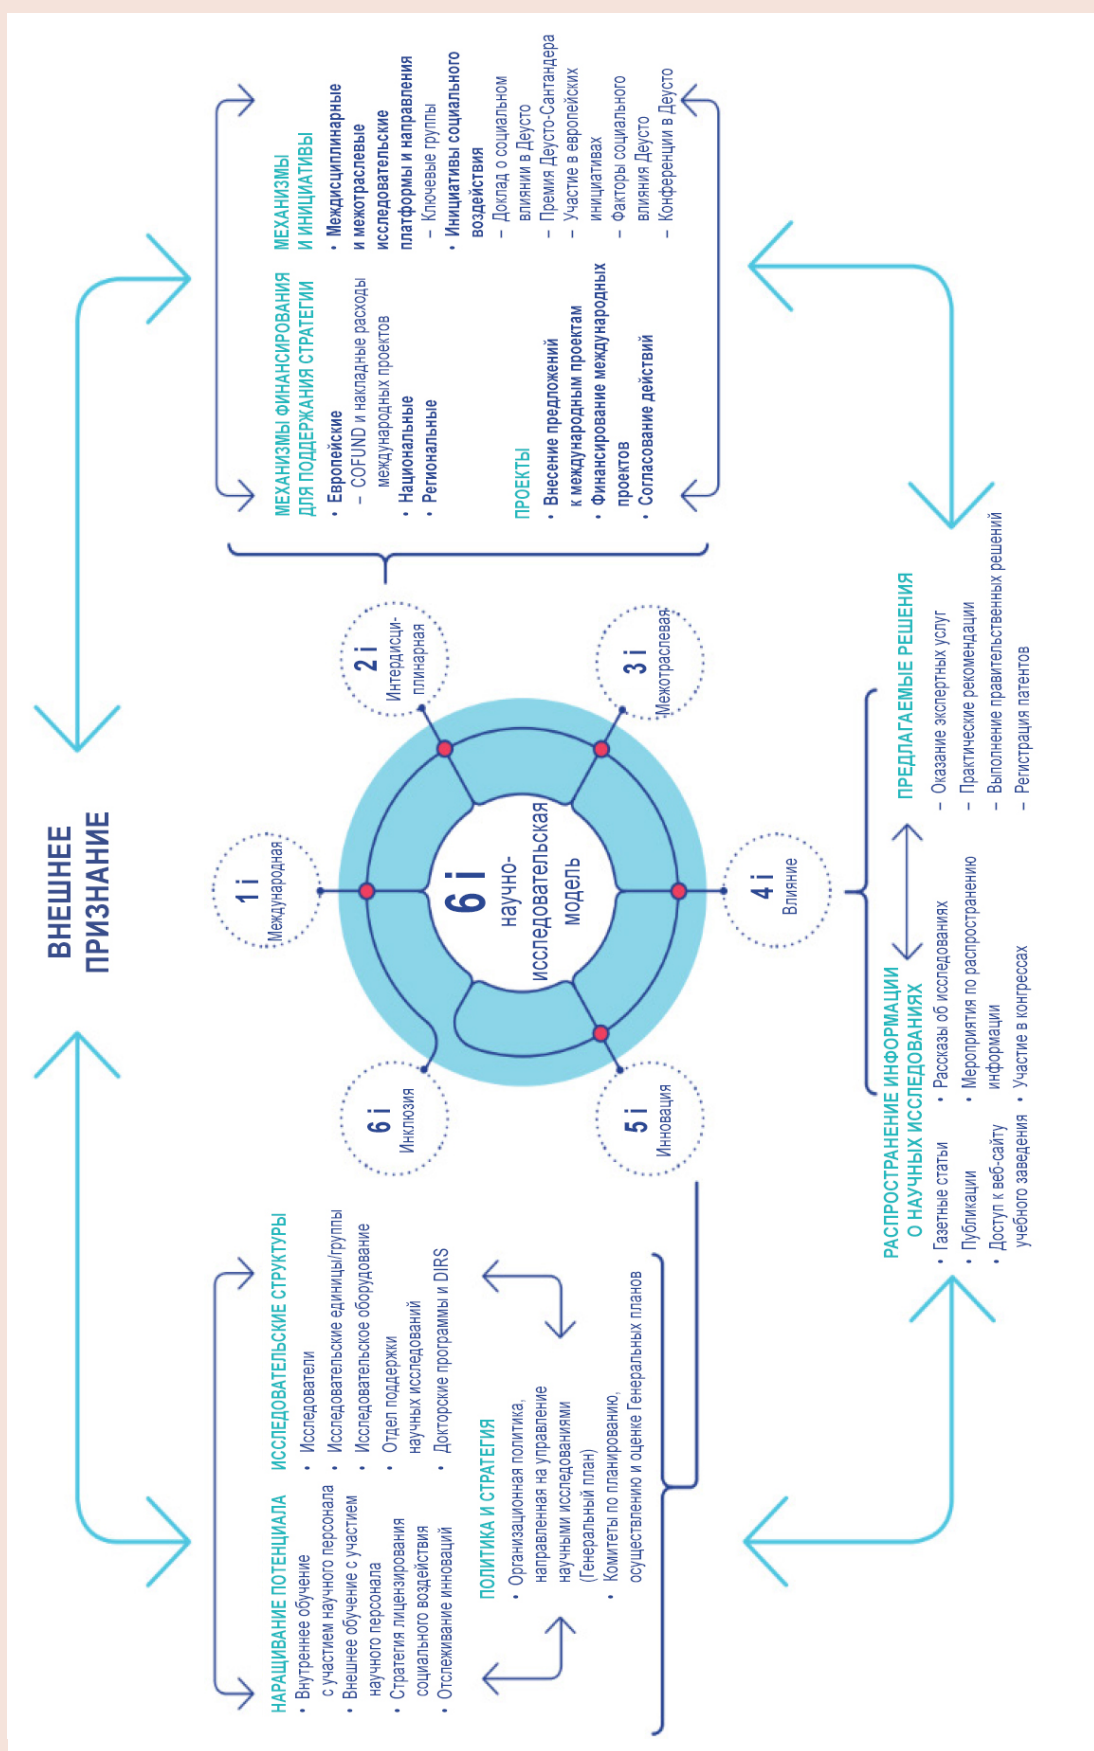 ВНЕШНЕЕ
ПРИЗНАНИЕ
НАРАЩИВАНИЕ ПОТЕНЦИАЛА
• Внутреннее обучение
с участием научного персонала
• Внешнее обучение с участием
научного персонала
• Стратегия лицензирования
социального воздействия
• Отслеживание инноваций
ИССЛЕДОВАТЕЛЬСКИЕ СТРУКТУРЫ
• Исследователи
• Исследовательские единицы/группы
• Исследовательское оборудование
• Отдел поддержки
научных исследований
• Докторские программы и DIRS
ПОЛИТИКА И СТРАТЕГИЯ
• Организационная политика,
направленная на управление
научными исследованиями
(Генеральный план)
• Комитеты по планированию,
осуществлению и оценке Генеральных планов
1 i
Международная
2 i
Интердисци-
плинарная
3 i
Межотраслевая
4 i
Влияние
5 i
Инновация
6 i
Инклюзия
6 i
научно-
исследовательская
модель
МЕХАНИЗМЫ ФИНАНСИРОВАНИЯ
ДЛЯ ПОДДЕРЖАНИЯ СТРАТЕГИИ
• Европейские
– COFUND и накладные расходы
международных проектов
• Национальные
• Региональные
МЕХАНИЗМЫ
И ИНИЦИАТИВЫ
• Междисциплинарные
и межотраслевые
исследовательские
платформы и направления
– Ключевые группы
• Инициативы социального
воздействия
– Доклад о социальном
влиянии в Деусто
– Премия Деусто-Сантандера
– Участие в европейских
инициативах
– Факторы социального
влияния Деусто
– Конференции в Деусто
ПРОЕКТЫ
• Внесение предложений
к международным проектам
• Финансирование международных
проектов
• Согласование действий
РАСПРОСТРАНЕНИЕ ИНФОРМАЦИИ
О НАУЧНЫХ ИССЛЕДОВАНИЯХ
• Газетные статьи
• Публикации
• Доступ к веб-сайту
учебного заведения
• Рассказы об исследованиях
• Мероприятия по распространению
информации
• Участие в конгрессах
ПРЕДЛАГАЕМЫЕ РЕШЕНИЯ
– Оказание экспертных услуг
– Практические рекомендации
– Выполнение правительственных решений
– Регистрация патентов